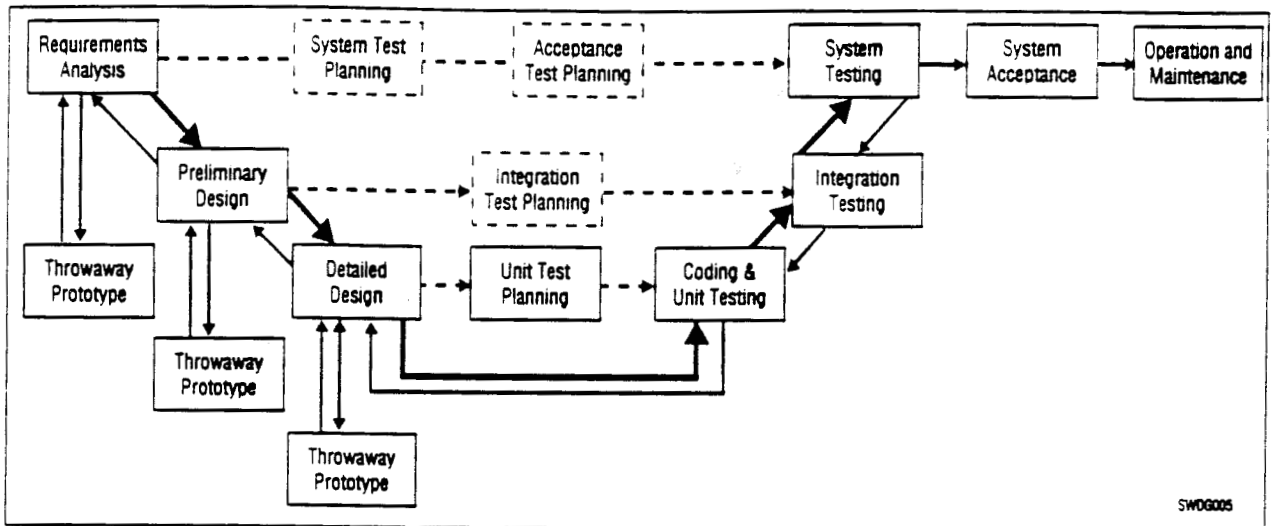 Requirements
Analysis
System Test
Planning
Acceptance
Test Planning
System
Testing
System
Acceptance
Operation and
Maintenance
Preliminary
Design
Integration
Test Planning
Integration
Testing
Throwaway
Prototype
Detailed
Design
Unit Test
Planning
Coding &
Unit Testing
Throwaway
Prototype
Throwaway
Prototype
SWDG005